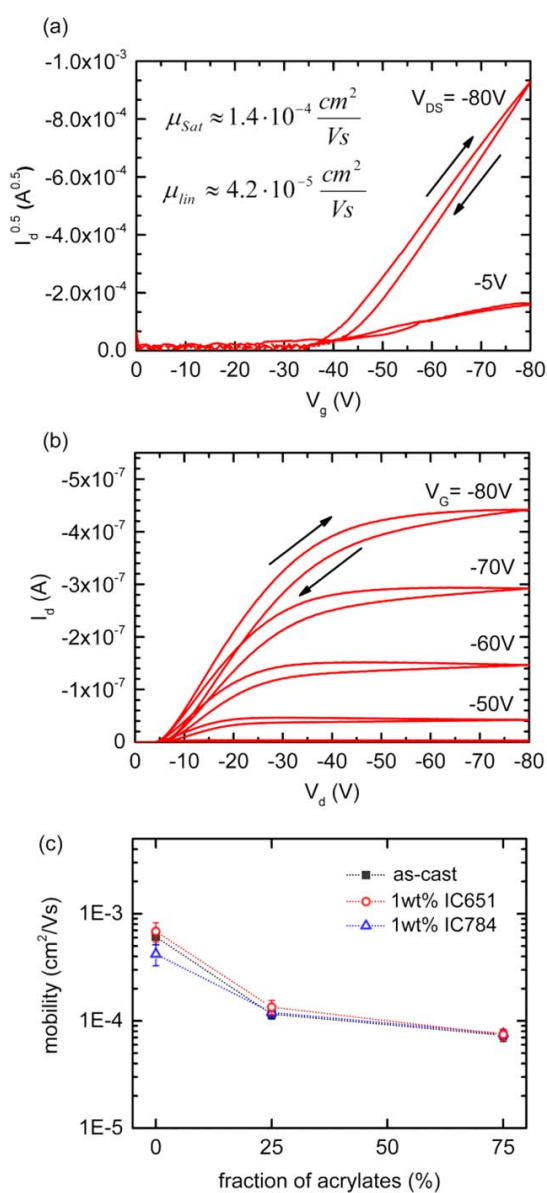 (a)
-1.0x10⁻³
-8.0x10⁻⁴
-6.0x10⁻⁴
-4.0x10⁻⁴
-2.0x10⁻⁴
0.0
I_d^0.5 (A^0.5)
μ_Sat ≈ 1.4·10⁻⁴ cm²/Vs
μ_lin ≈ 4.2·10⁻⁵ cm²/Vs
V_DS= -80V
-5V
0 -10 -20 -30 -40 -50 -60 -70 -80
V_g (V)
(b)
-5x10⁻⁷
-4x10⁻⁷
-3x10⁻⁷
-2x10⁻⁷
-1x10⁻⁷
0
I_d (A)
V_G= -80V
-70V
-60V
-50V
0 -10 -20 -30 -40 -50 -60 -70 -80
V_d (V)
(c)
1E-3
1E-4
1E-5
mobility (cm²/Vs)
as-cast
1wt% IC651
1wt% IC784
0 25 50 75
fraction of acrylates (%)